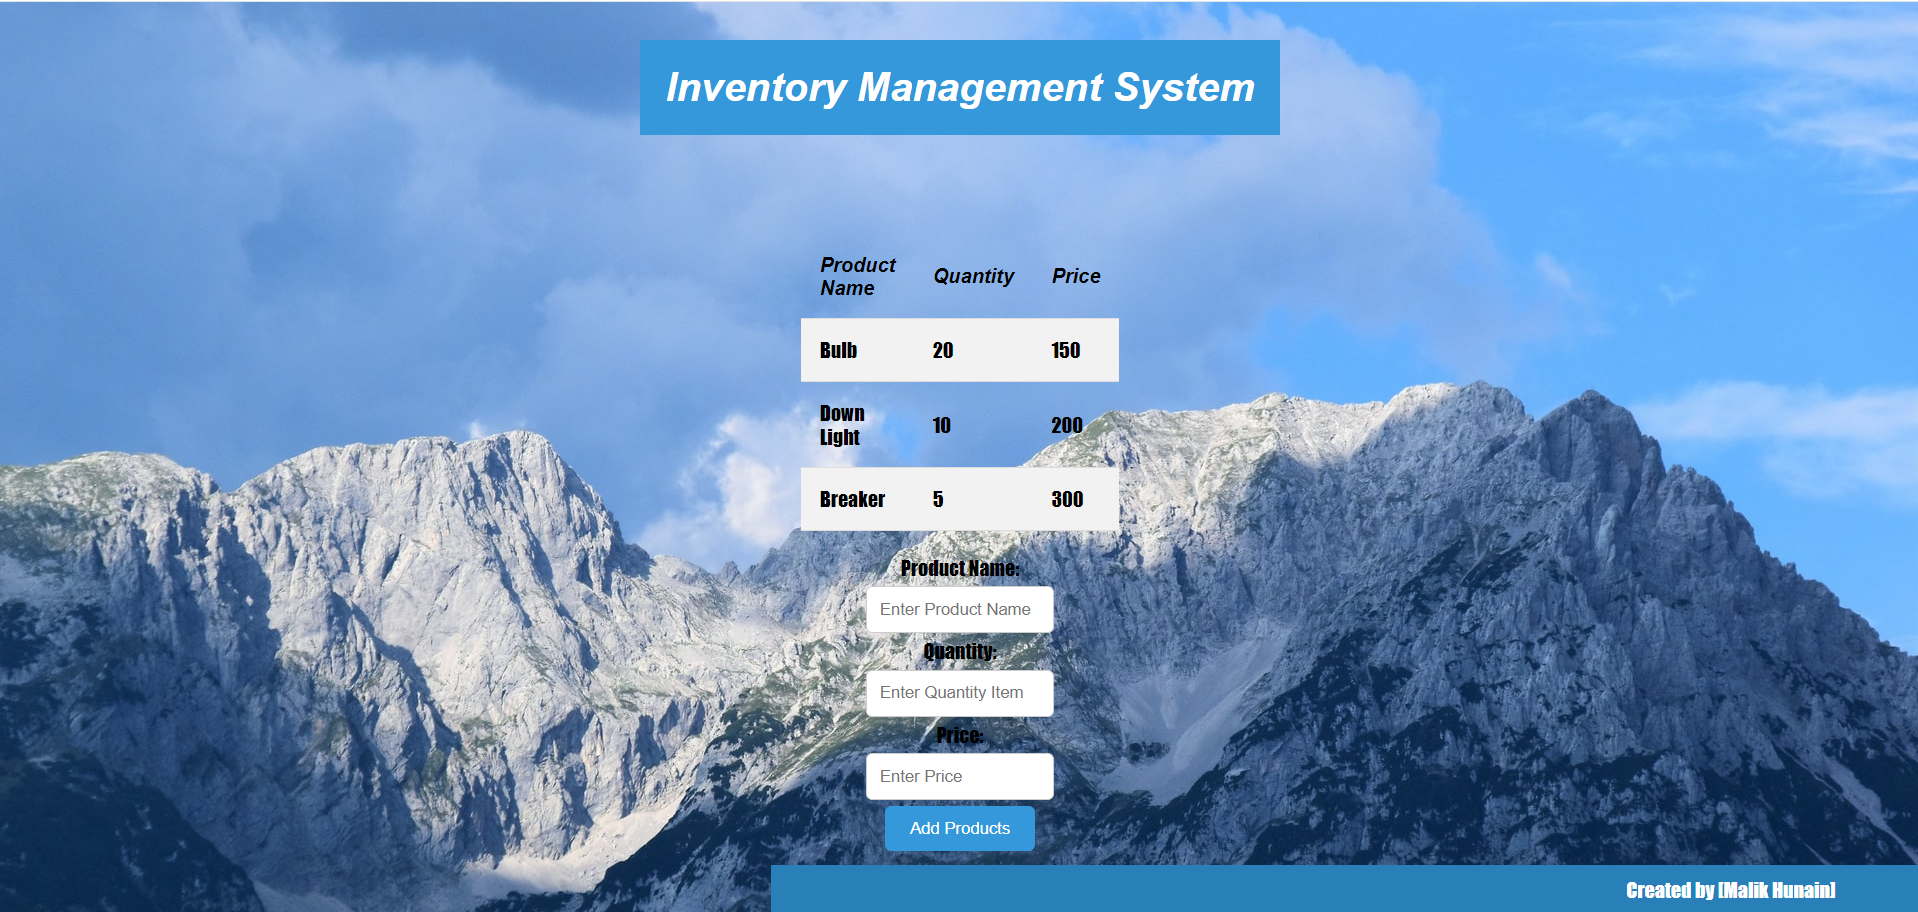 Inventory Management System
Product
Name
Quantity
Price
Bulb 20 150
Down
Light
10 200
Breaker 5 300
Product Name:
Enter Product Name
Quantity:
Enter Quantity Item
Price:
Enter Price
Add Products
Created by [Malik Hunain]